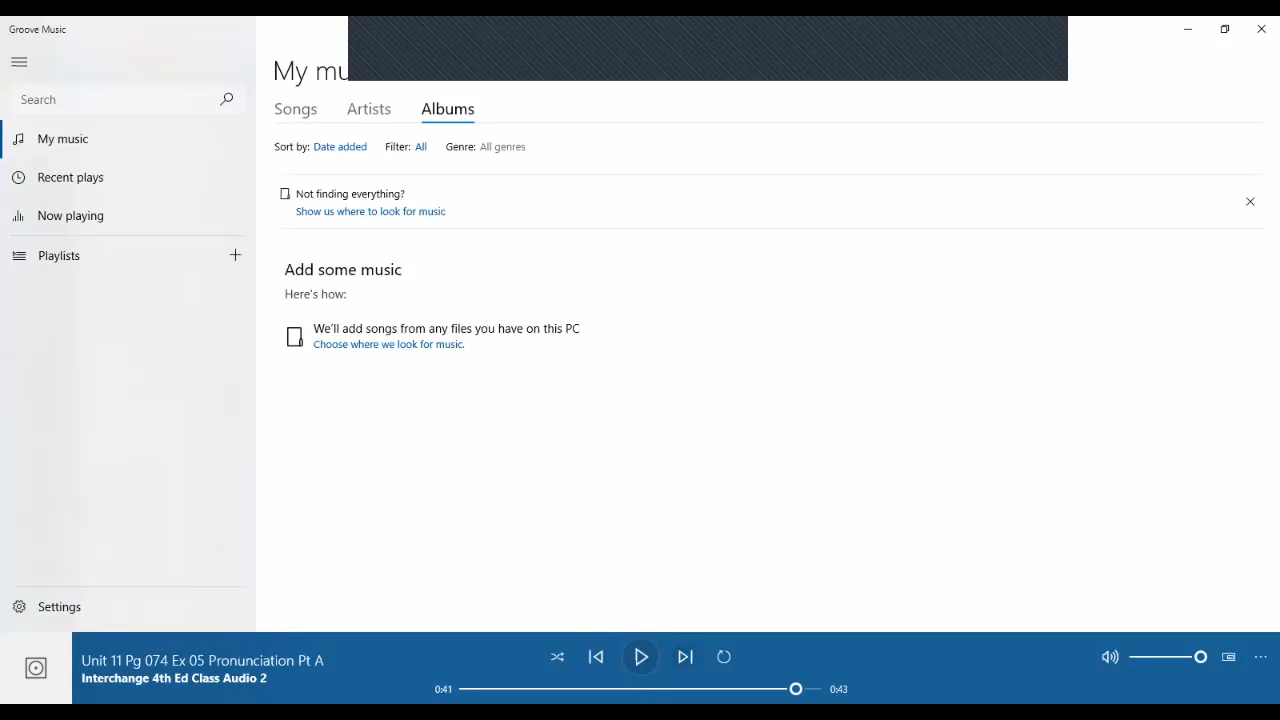 Groove Music
My mu
Search
Songs Artists Albums
My music
Sort by: Date added Filter: All Genre: All genres
Recent plays
Not finding everything?
Show us where to look for music
Now playing
Playlists
Add some music
Here's how:
We'll add songs from any files you have on this PC
Choose where we look for music.
Settings
Unit 11 Pg 074 Ex 05 Pronunciation Pt A
Interchange 4th Ed Class Audio 2
0:41 0:43